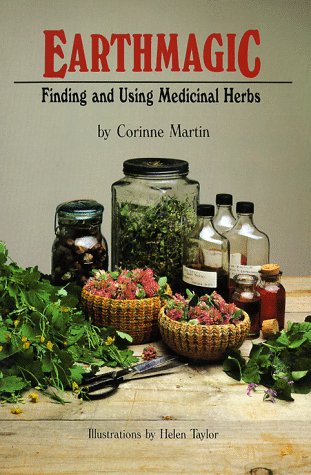 EARTHMAGIC
Finding and Using Medicinal Herbs
by Corinne Martin
Illustrations by Helen Taylor